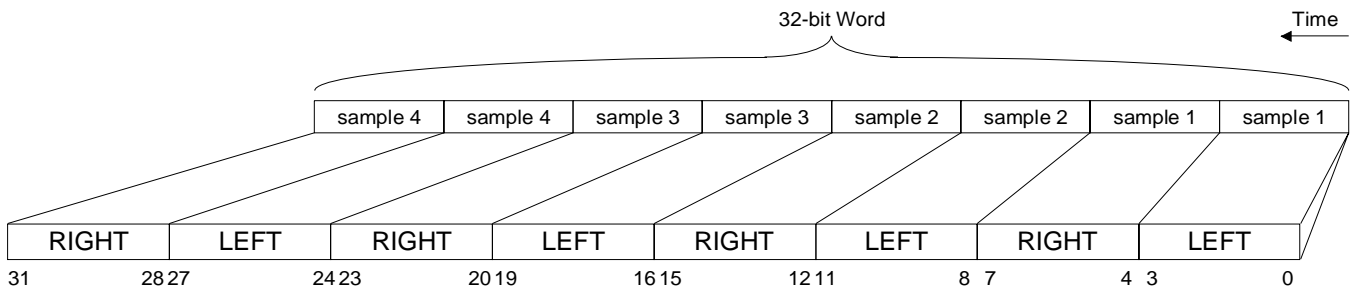 32-bit Word
Time
sample 4 sample 4 sample 3 sample 3 sample 2 sample 2 sample 1 sample 1
RIGHT LEFT RIGHT LEFT RIGHT LEFT RIGHT LEFT
31 28 27 24 23 20 19 16 15 12 11 8 7 4 3 0